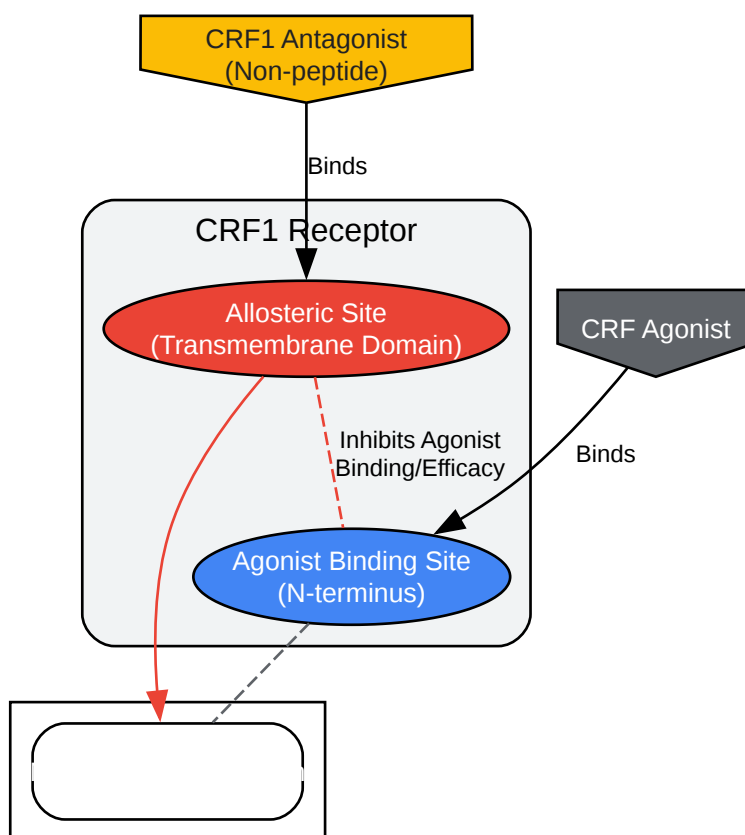 CRF1 Antagonist
(Non-peptide)
Binds
CRF1 Receptor
Allosteric Site
(Transmembrane Domain)
CRF Agonist
Inhibits Agonist
Binding/Efficacy
Binds
Agonist Binding Site
(N-terminus)